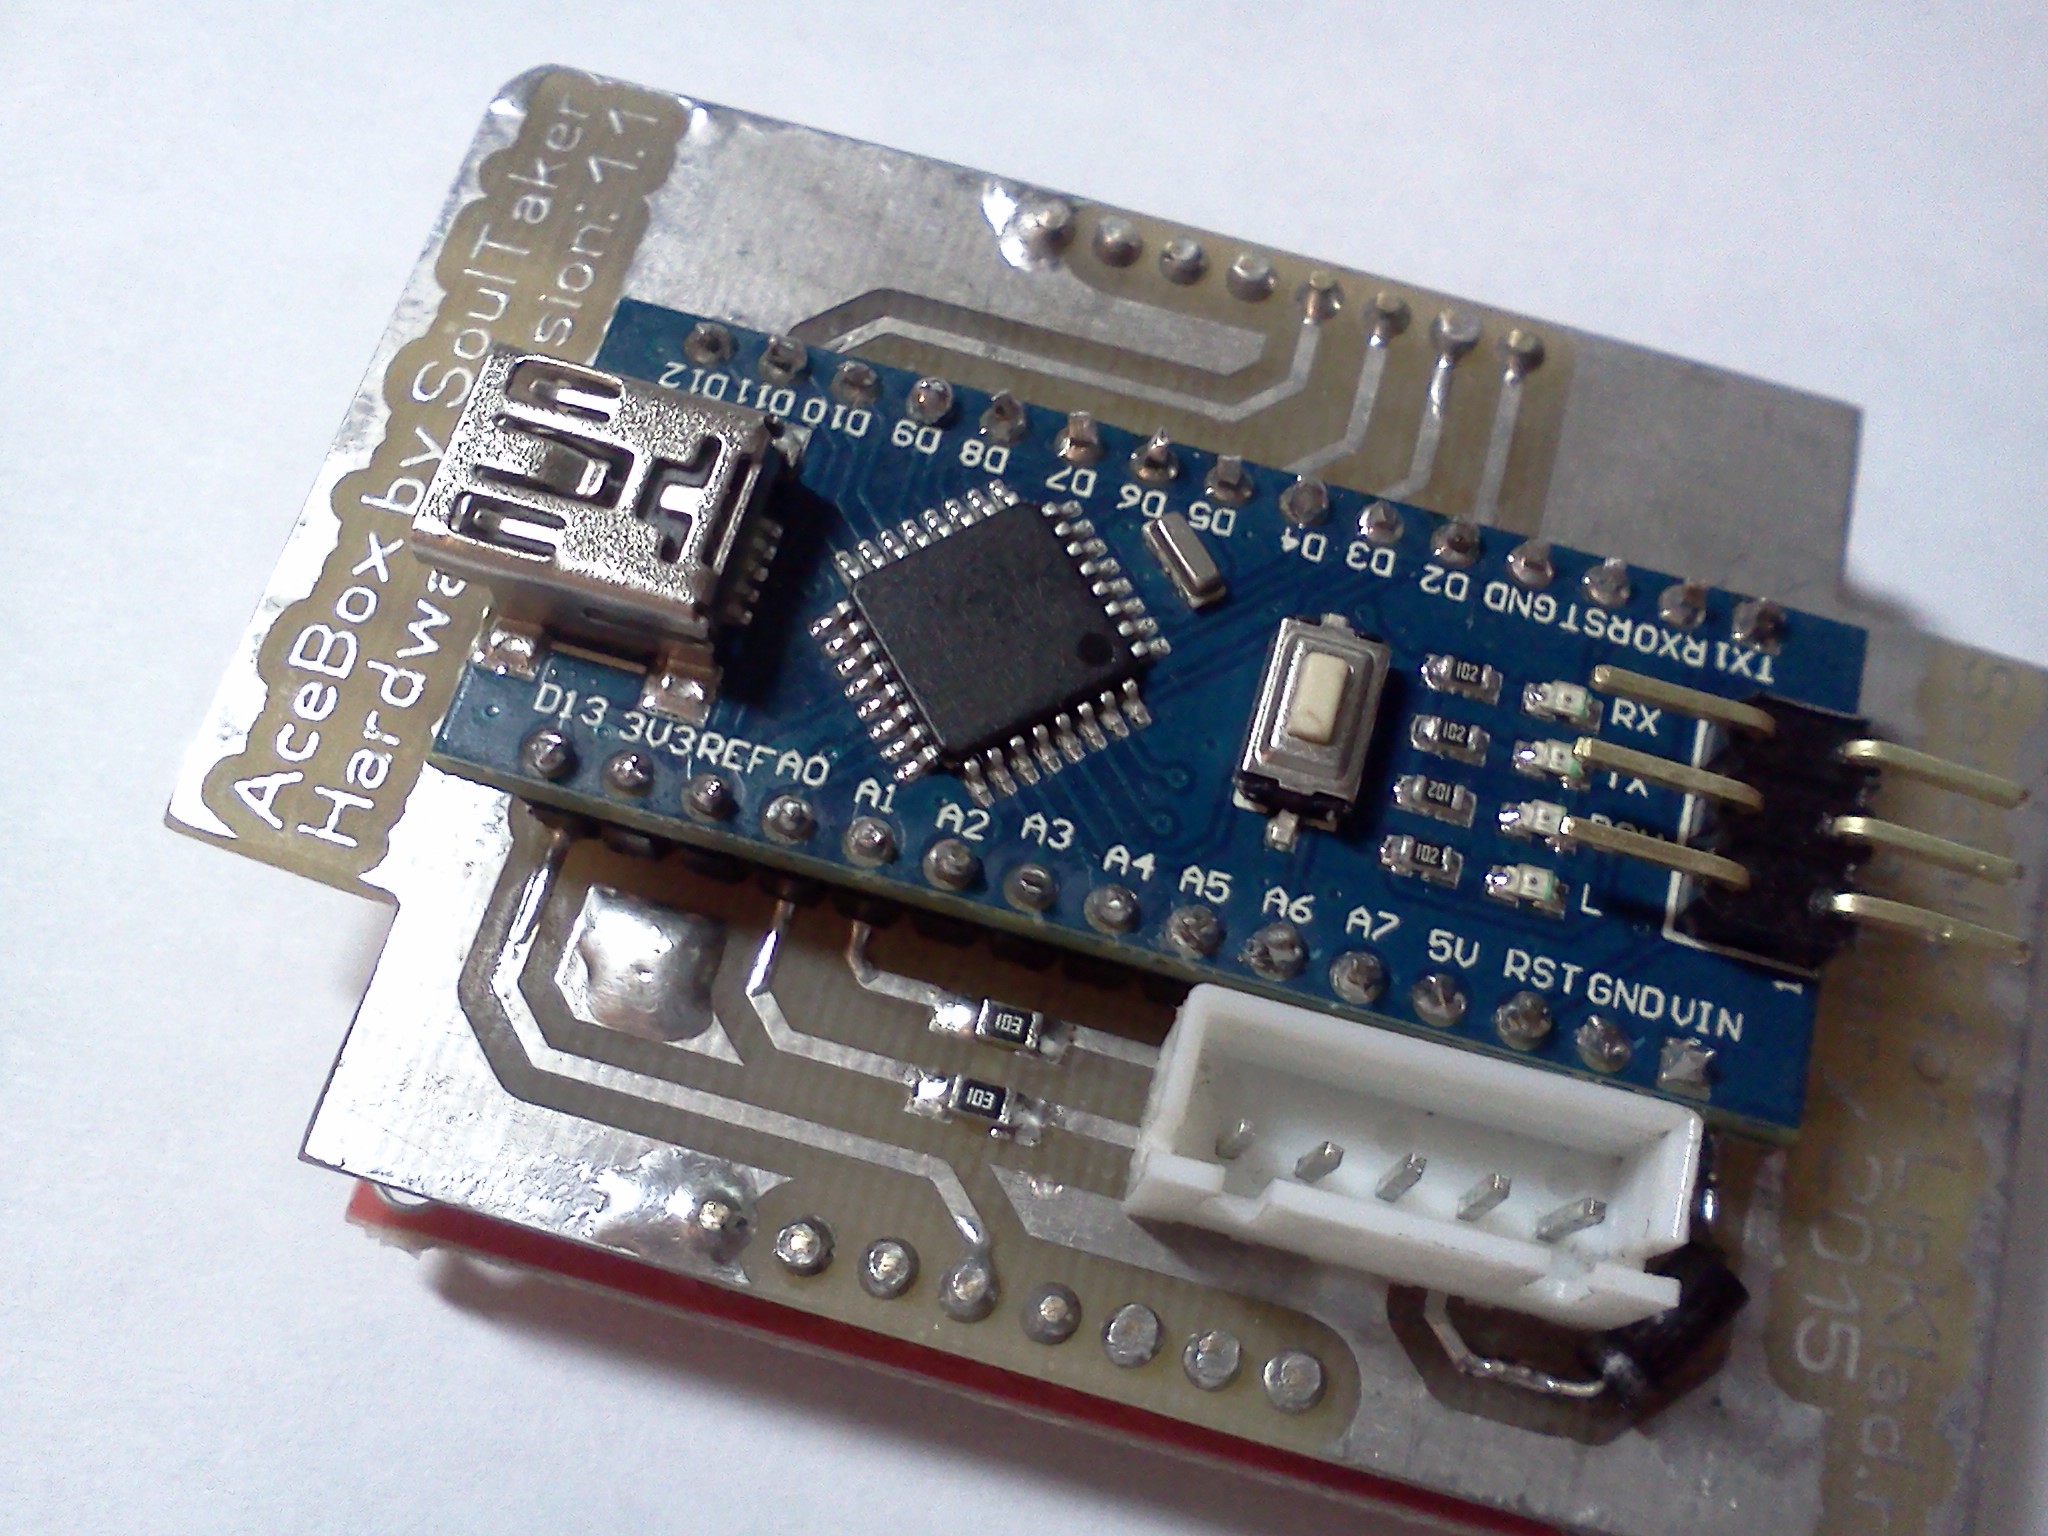 AceBox by SoulTaker
Hardwa sion: 1.1
D12 D11 D10 D9 D8 D7 D6 D5 D4 D3 D2 GND RST RX0 TX1
D13 3V3 REF A0 A1 A2 A3 A4 A5 A6 A7 5V RST GND VIN
102
102
102
102
RX
TX
L
1
103
103
2015